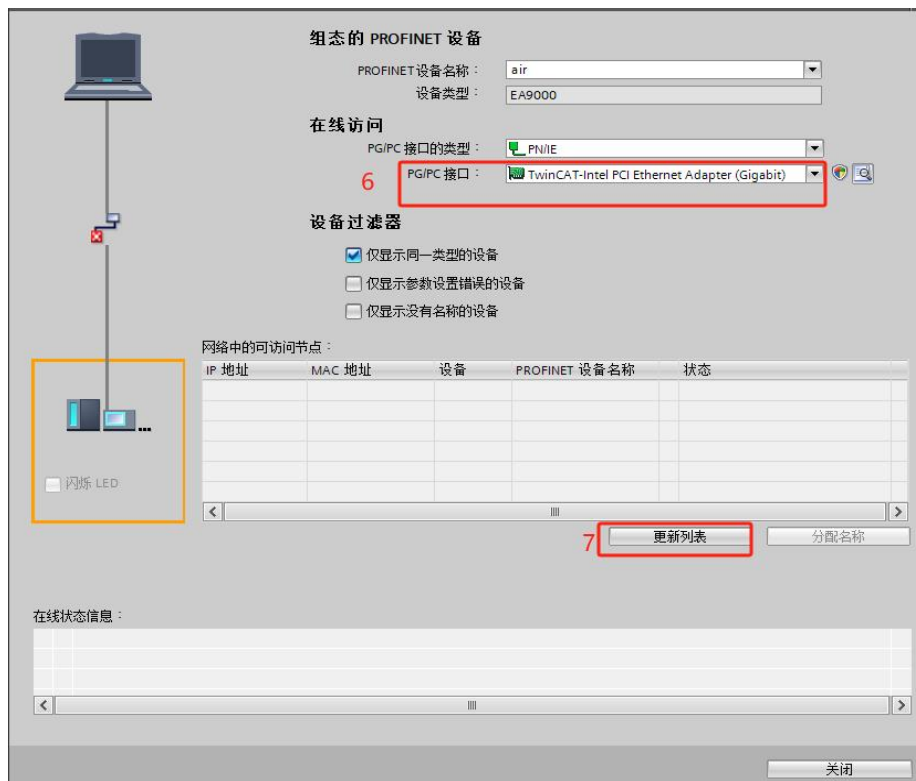 组态的 PROFINET 设备
PROFINET设备名称： air
设备类型： EA9000
在线访问
PG/PC 接口的类型： PN/IE
6 PG/PC 接口： TwinCAT-Intel PCI Ethernet Adapter (Gigabit)
设备过滤器
仅显示同一类型的设备
仅显示参数设置错误的设备
仅显示没有名称的设备
网络中的可访问节点：
IP 地址 MAC 地址 设备 PROFINET 设备名称 状态
闪烁 LED
7 更新列表 分配名称
在线状态信息：
关闭